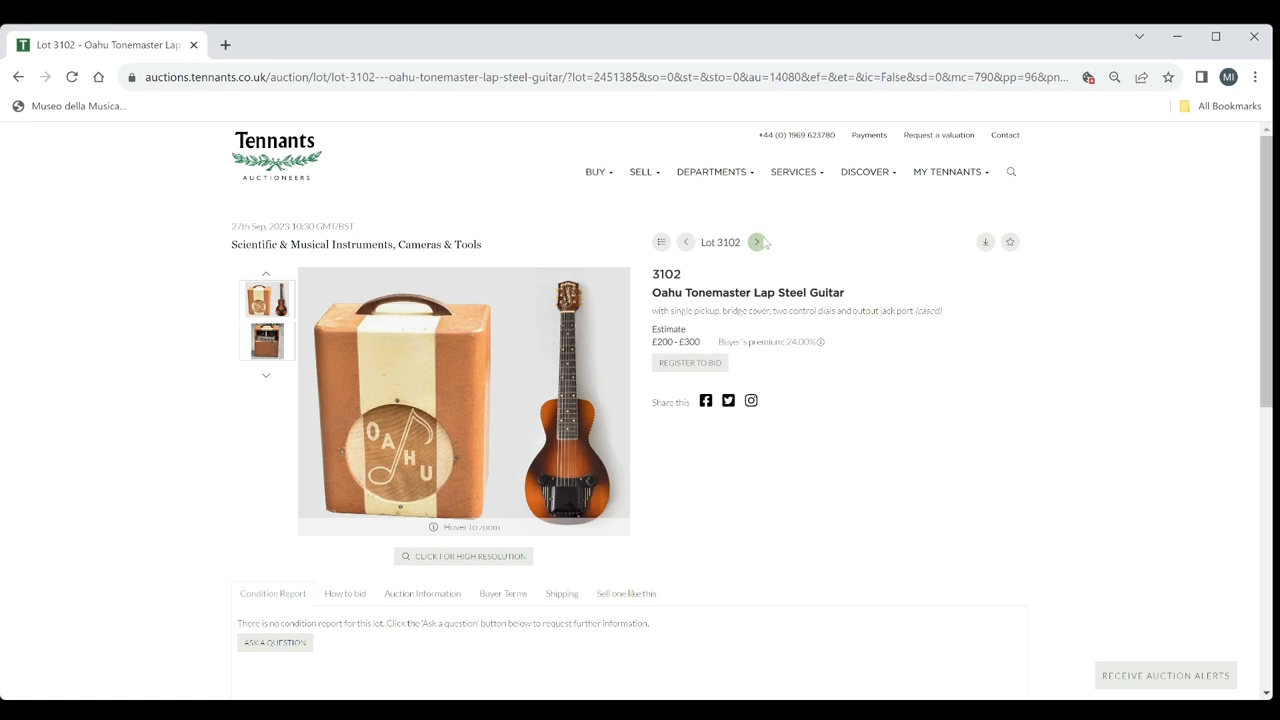 Lot 3102 - Oahu Tonemaster Lap
auctions.tennants.co.uk/auction/lot/lot-3102---oahu-tonemaster-lap-steel-guitar/?lot=2451385&so=0&st=&sto=0&au=14080&ef=&et=&ic=False&sd=0&mc=790&pp=96&pn...
MI
Museo della Musica...
All Bookmarks
Tennants
AUCTIONEERS
+44 (0) 1969 623780 Payments Request a valuation Contact
BUY SELL DEPARTMENTS SERVICES DISCOVER MY TENNANTS
27th Sep, 2023 10:30 GMT/BST
Scientific & Musical Instruments, Cameras & Tools
Lot 3102
3102
Oahu Tonemaster Lap Steel Guitar
with single pickup, bridge cover, two control dials and output jack port (cased)
Estimate
£200 - £300 Buyer's premium: 24.00%
REGISTER TO BID
Share this
OAHU
Hover to zoom
CLICK FOR HIGH RESOLUTION
Condition Report How to bid Auction Information Buyer Terms Shipping Sell one like this
There is no condition report for this lot. Click the 'Ask a question' button below to request further information.
ASK A QUESTION
RECEIVE AUCTION ALERTS